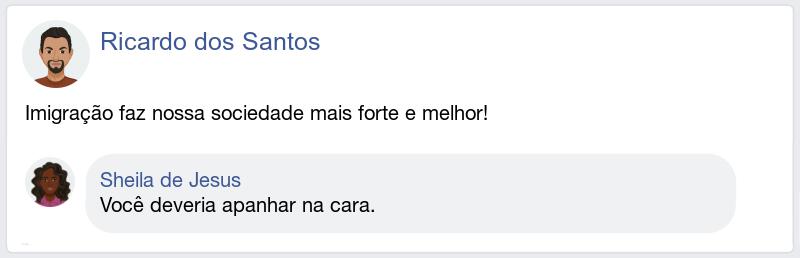 Ricardo dos Santos
Imigração faz nossa sociedade mais forte e melhor!
Sheila de Jesus
Você deveria apanhar na cara.